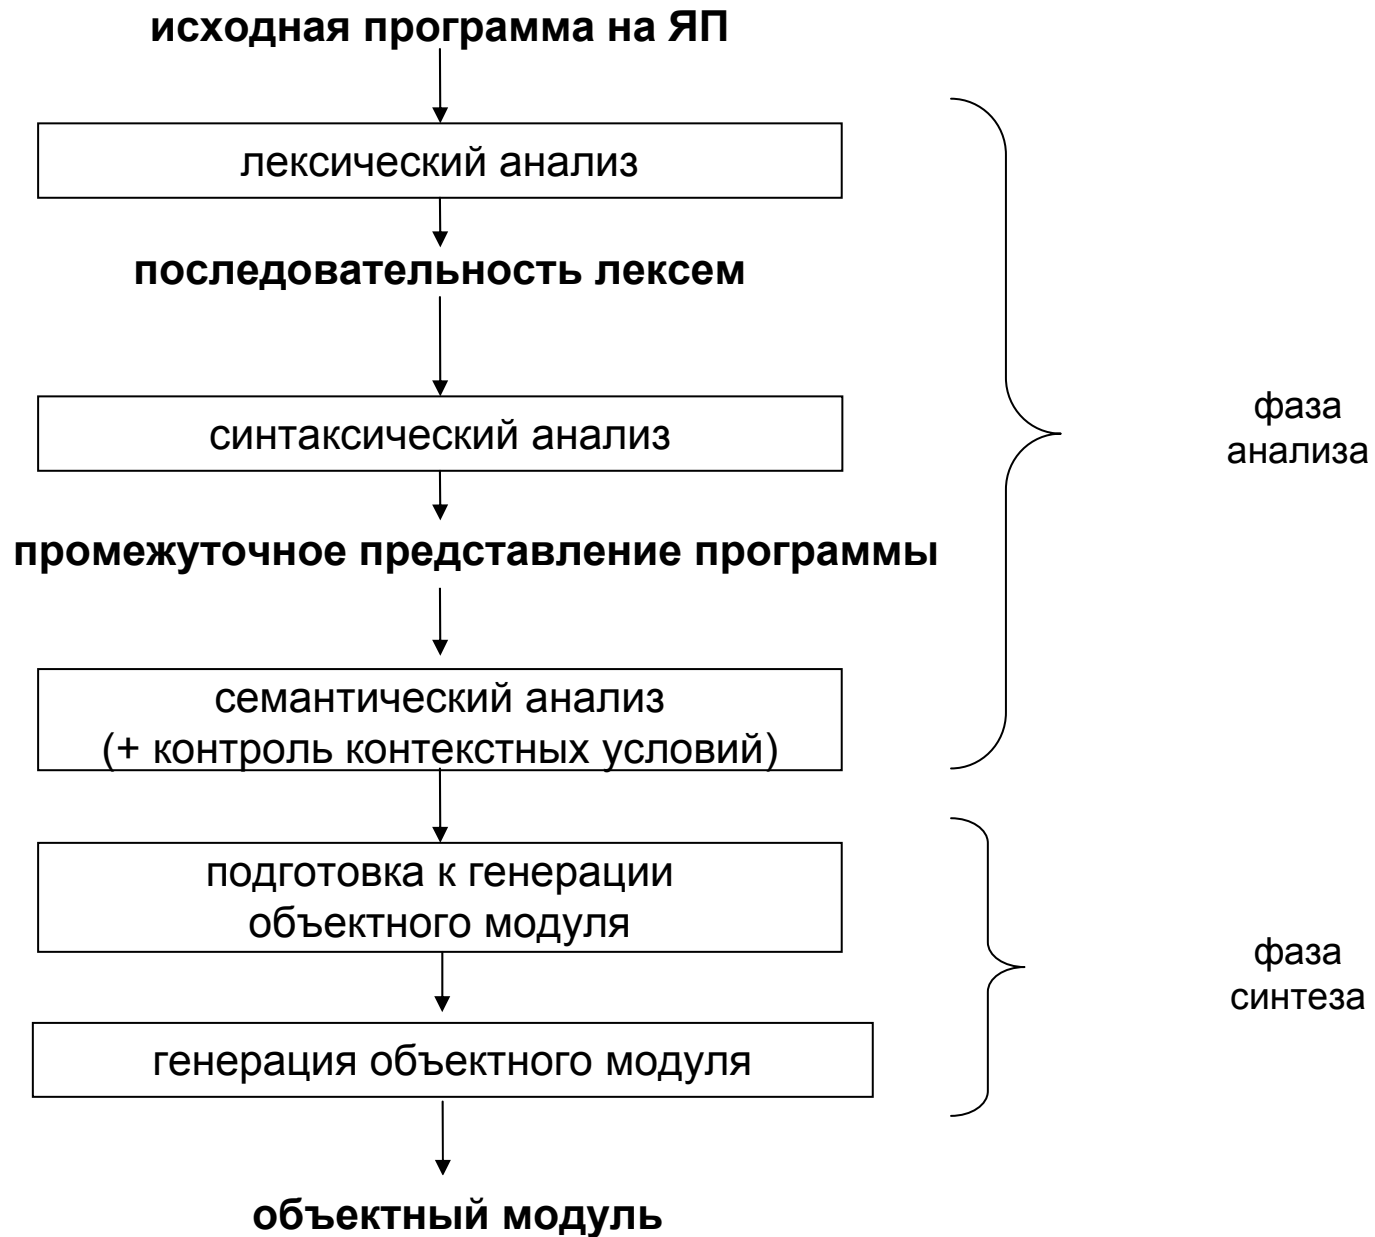 исходная программа на ЯП
лексический анализ
последовательность лексем
синтаксический анализ
фаза
анализа
промежуточное представление программы
семантический анализ
(+ контроль контекстных условий)
подготовка к генерации
объектного модуля
фаза
синтеза
генерация объектного модуля
объектный модуль